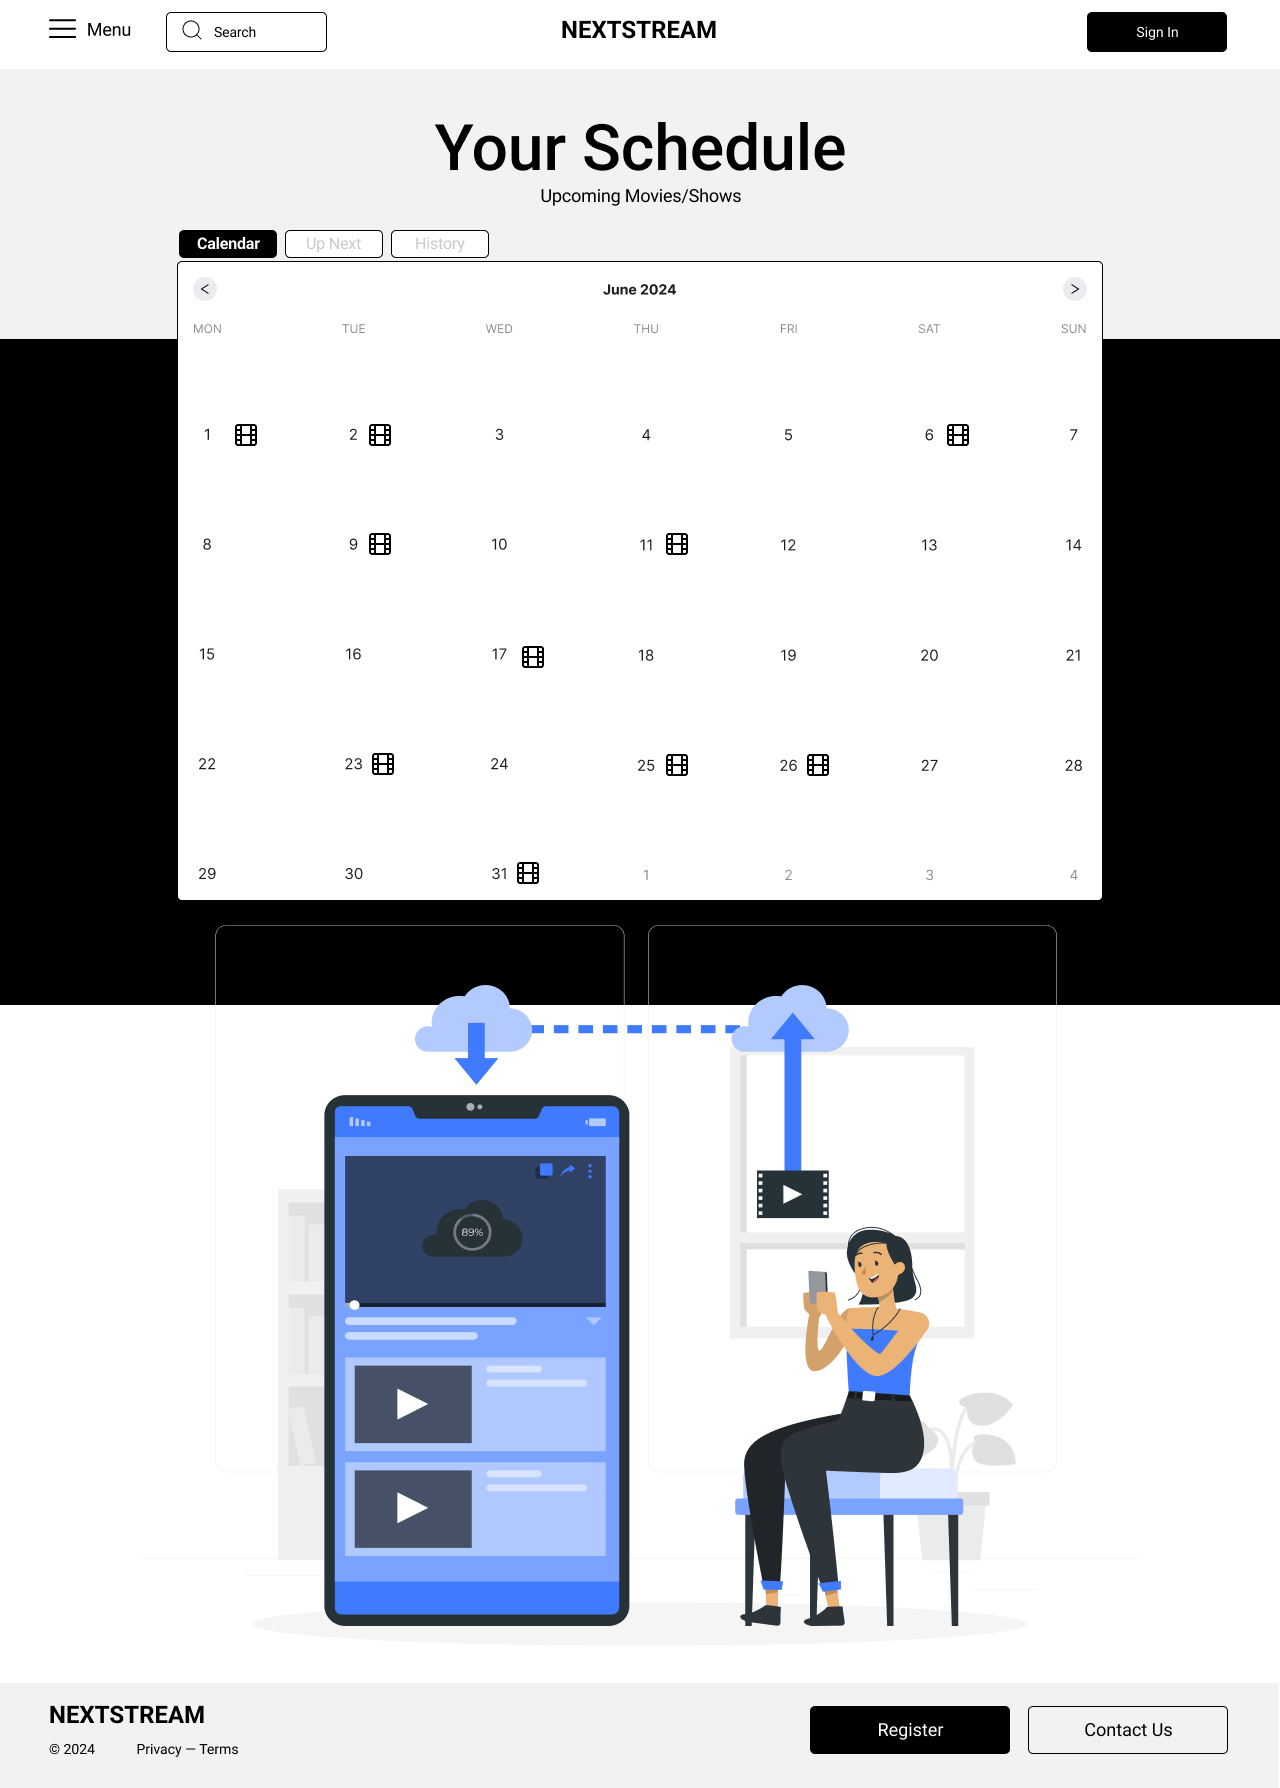 Menu
Search
NEXTSTREAM
Sign In
Your Schedule
Upcoming Movies/Shows
Calendar
Up Next
History
<
June 2024
>
MON TUE WED THU FRI SAT SUN
1 2 3 4 5 6 7
8 9 10 11 12 13 14
15 16 17 18 19 20 21
22 23 24 25 26 27 28
29 30 31 1 2 3 4
89%
NEXTSTREAM
© 2024 Privacy — Terms
Register
Contact Us